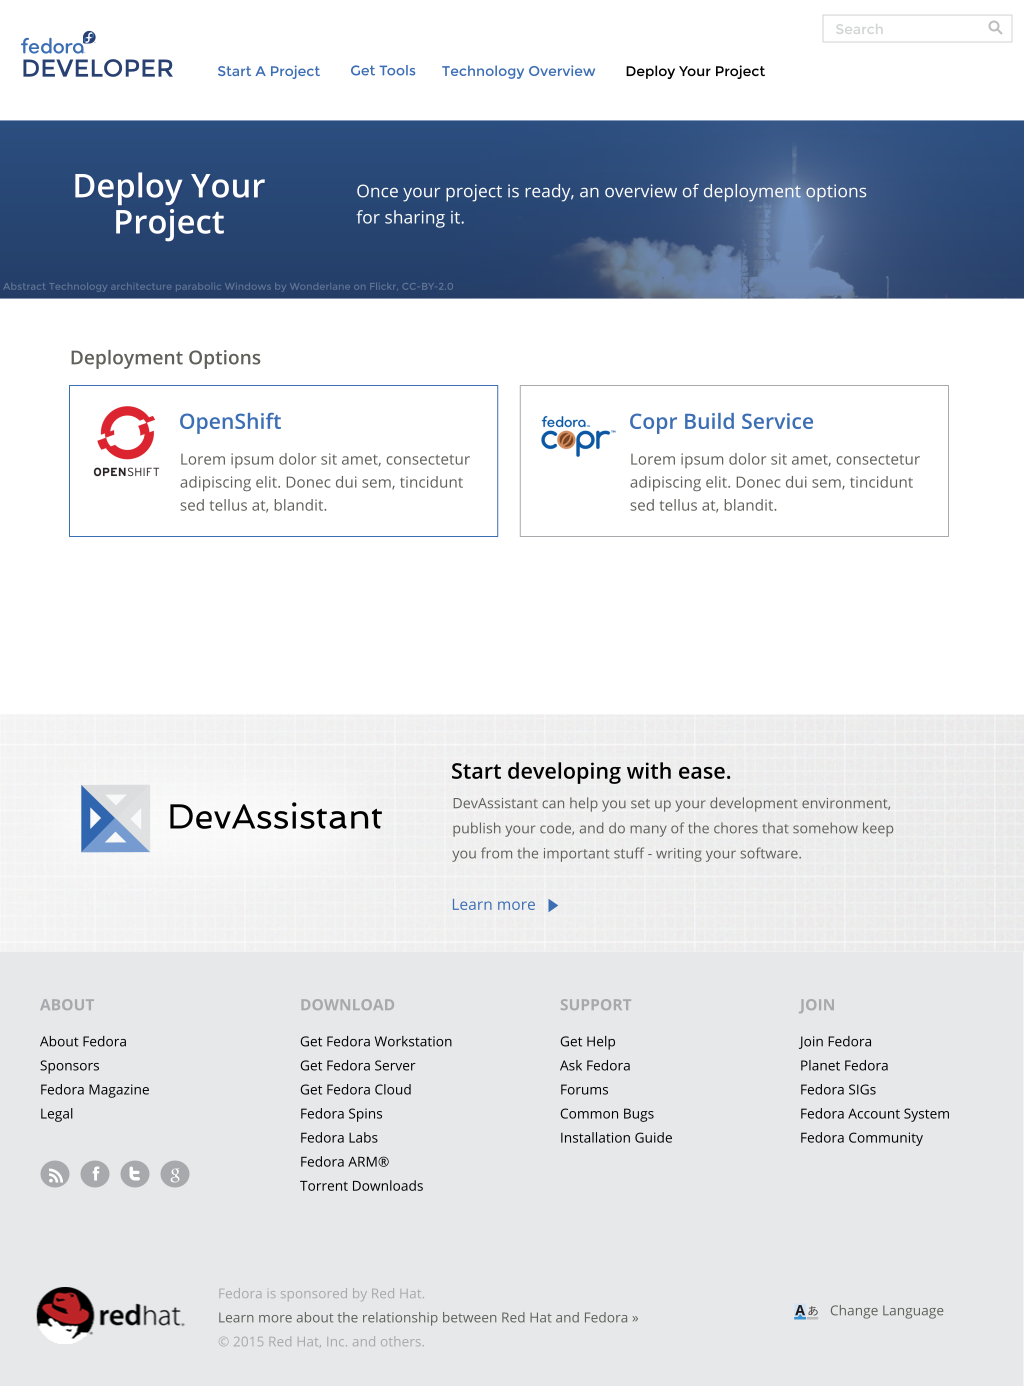 Search
fedora
DEVELOPER
Start A Project
Get Tools
Technology Overview
Deploy Your Project
Deploy Your
Project
Once your project is ready, an overview of deployment options
for sharing it.
Abstract Technology architecture parabolic Windows by Wonderlane on Flickr, CC-BY-2.0
Deployment Options
OPENSHIFT
OpenShift
Lorem ipsum dolor sit amet, consectetur
adipiscing elit. Donec dui sem, tincidunt
sed tellus at, blandit.
fedora™
copr™
Copr Build Service
Lorem ipsum dolor sit amet, consectetur
adipiscing elit. Donec dui sem, tincidunt
sed tellus at, blandit.
DevAssistant
Start developing with ease.
DevAssistant can help you set up your development environment,
publish your code, and do many of the chores that somehow keep
you from the important stuff - writing your software.
Learn more
ABOUT
About Fedora
Sponsors
Fedora Magazine
Legal
DOWNLOAD
Get Fedora Workstation
Get Fedora Server
Get Fedora Cloud
Fedora Spins
Fedora Labs
Fedora ARM®
Torrent Downloads
SUPPORT
Get Help
Ask Fedora
Forums
Common Bugs
Installation Guide
JOIN
Join Fedora
Planet Fedora
Fedora SIGs
Fedora Account System
Fedora Community
redhat.
Fedora is sponsored by Red Hat.
Learn more about the relationship between Red Hat and Fedora »
© 2015 Red Hat, Inc. and others.
A あ
Change Language